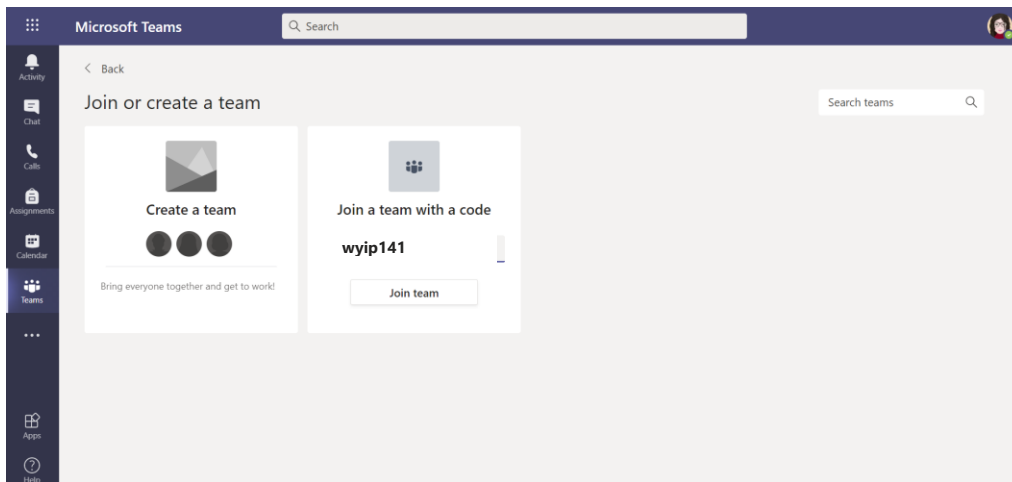 Microsoft Teams
Search
Activity
Chat
Calls
Assignments
Calendar
Teams
Apps
Help
Back
Join or create a team
Search teams
Create a team
Bring everyone together and get to work!
Join a team with a code
wyip141
Join team